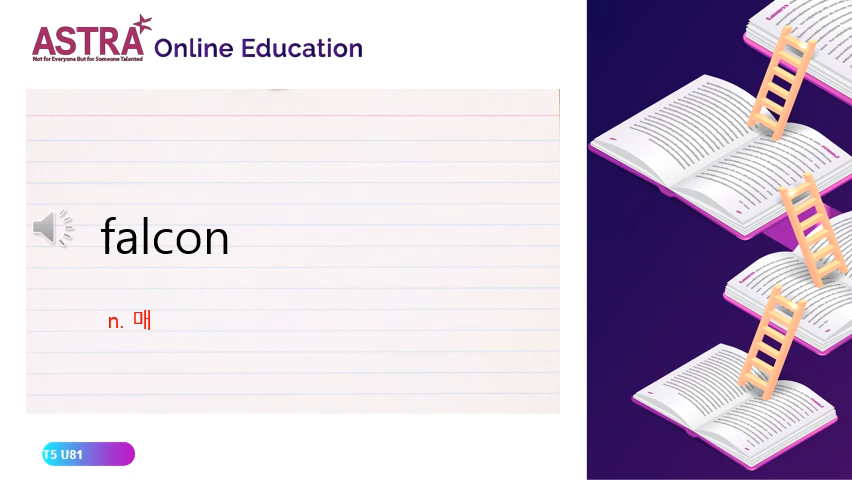 ASTRA
Not for Everyone But for Someone Talented
Online Education
falcon
n. 매
T5 U81